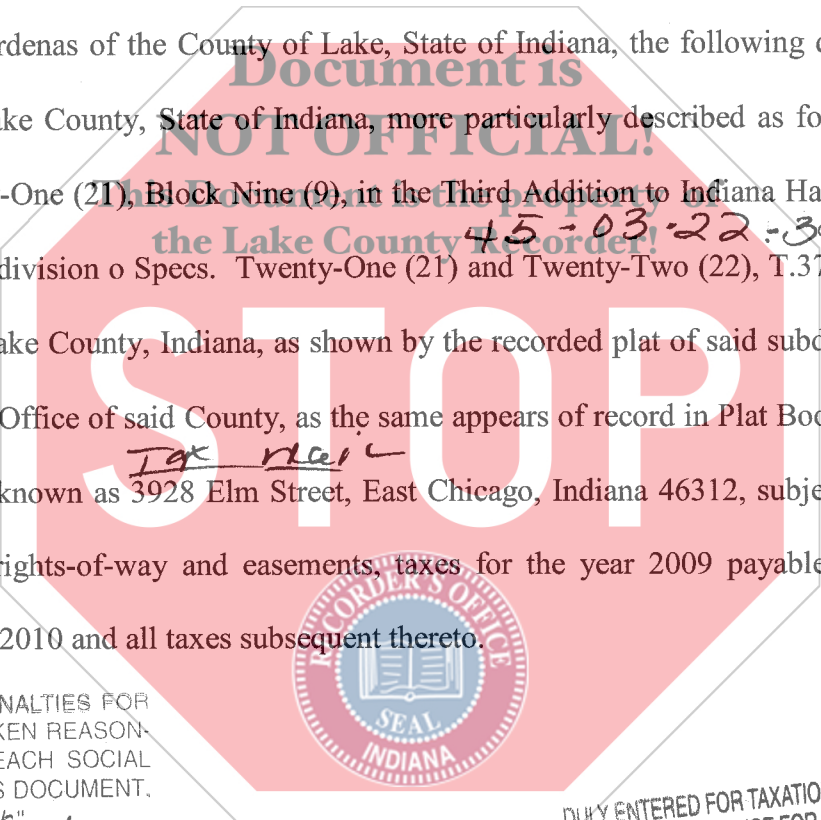 rdenas of the County of Lake, State of Indiana, the following
Document is
ake County, State of Indiana, more particularly described as fo
NOT OFFICIAL!
-One (21), Block Nine (9), in the Third Addition to Indiana Ha
This Document is the property of
45-03-22-3
the Lake County Recorder!
division o Specs. Twenty-One (21) and Twenty-Two (22), T.37
ake County, Indiana, as shown by the recorded plat of said subd
STOP
Office of said County, as the same appears of record in Plat Boo
known as 3928 Elm Street, East Chicago, Indiana 46312, subje
rights-of-way and easements, taxes for the year 2009 payable
2010 and all taxes subsequent thereto.
RECORDER'S OFFICE
SEAL
INDIANA
NALTIES FOR
KEN REASON-
EACH SOCIAL
S DOCUMENT.
DULY ENTERED FOR TAXATIO